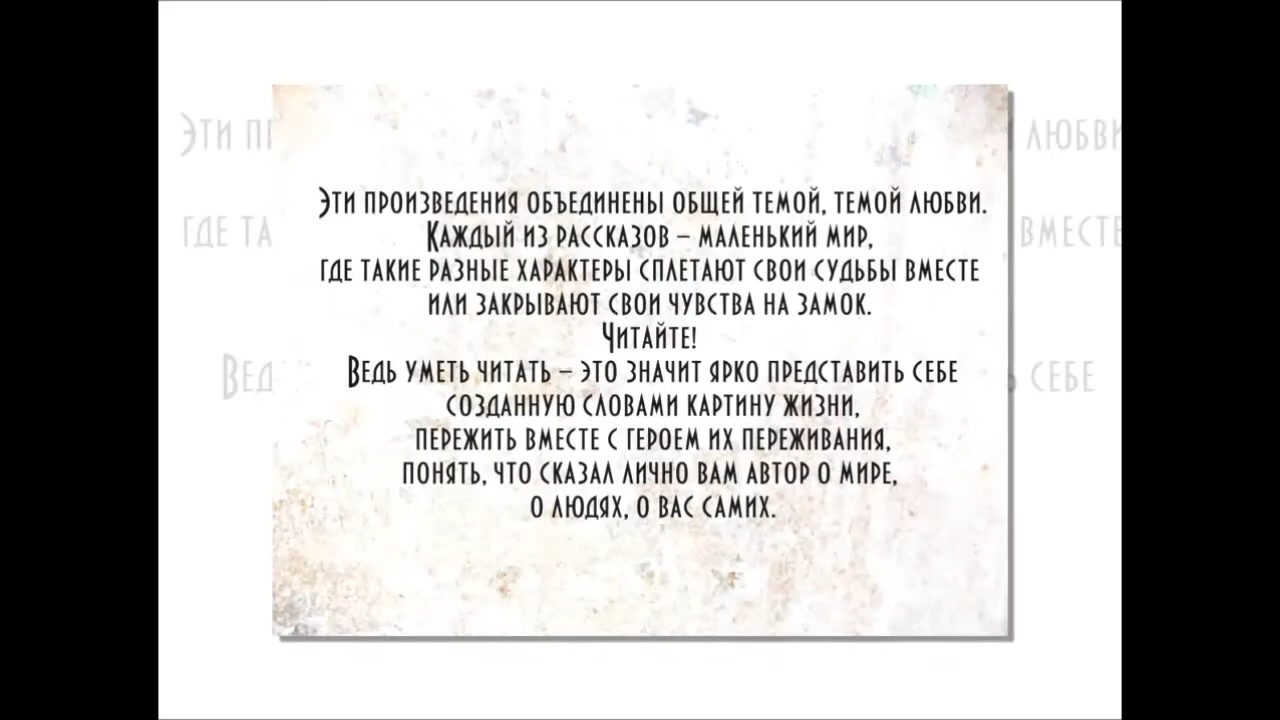 Эти произведения объединены общей темой, темой любви.
Каждый из рассказов – маленький мир,
где такие разные характеры сплетают свои судьбы вместе
или закрывают свои чувства на замок.
Читайте!
Ведь уметь читать – это значит ярко представить себе
созданную словами картину жизни,
пережить вместе с героем их переживания,
понять, что сказал лично вам автор о мире,
о людях, о вас самих.